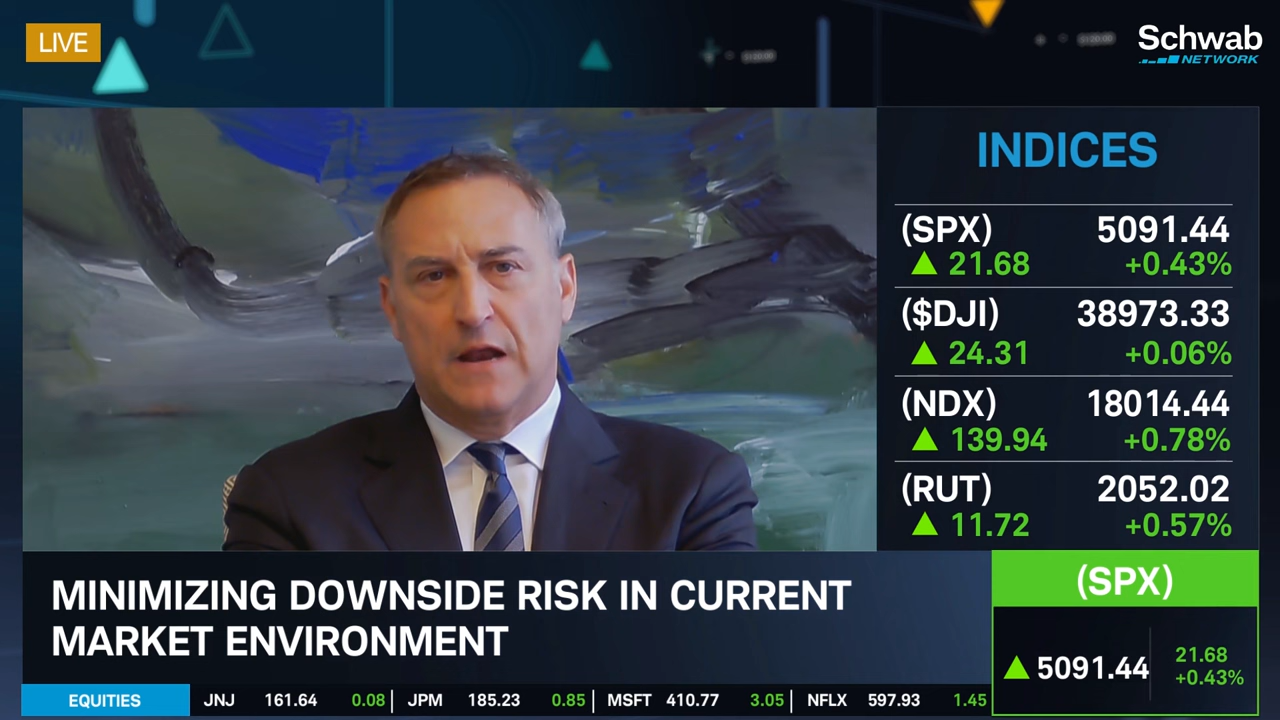 LIVE
Schwab
NETWORK
INDICES
(SPX) 5091.44
▲ 21.68 +0.43%
($DJI) 38973.33
▲ 24.31 +0.06%
(NDX) 18014.44
▲ 139.94 +0.78%
(RUT) 2052.02
▲ 11.72 +0.57%
MINIMIZING DOWNSIDE RISK IN CURRENT
MARKET ENVIRONMENT
(SPX)
▲ 5091.44
21.68
+0.43%
EQUITIES JNJ 161.64 0.08 | JPM 185.23 0.85 | MSFT 410.77 3.05 | NFLX 597.93 1.45